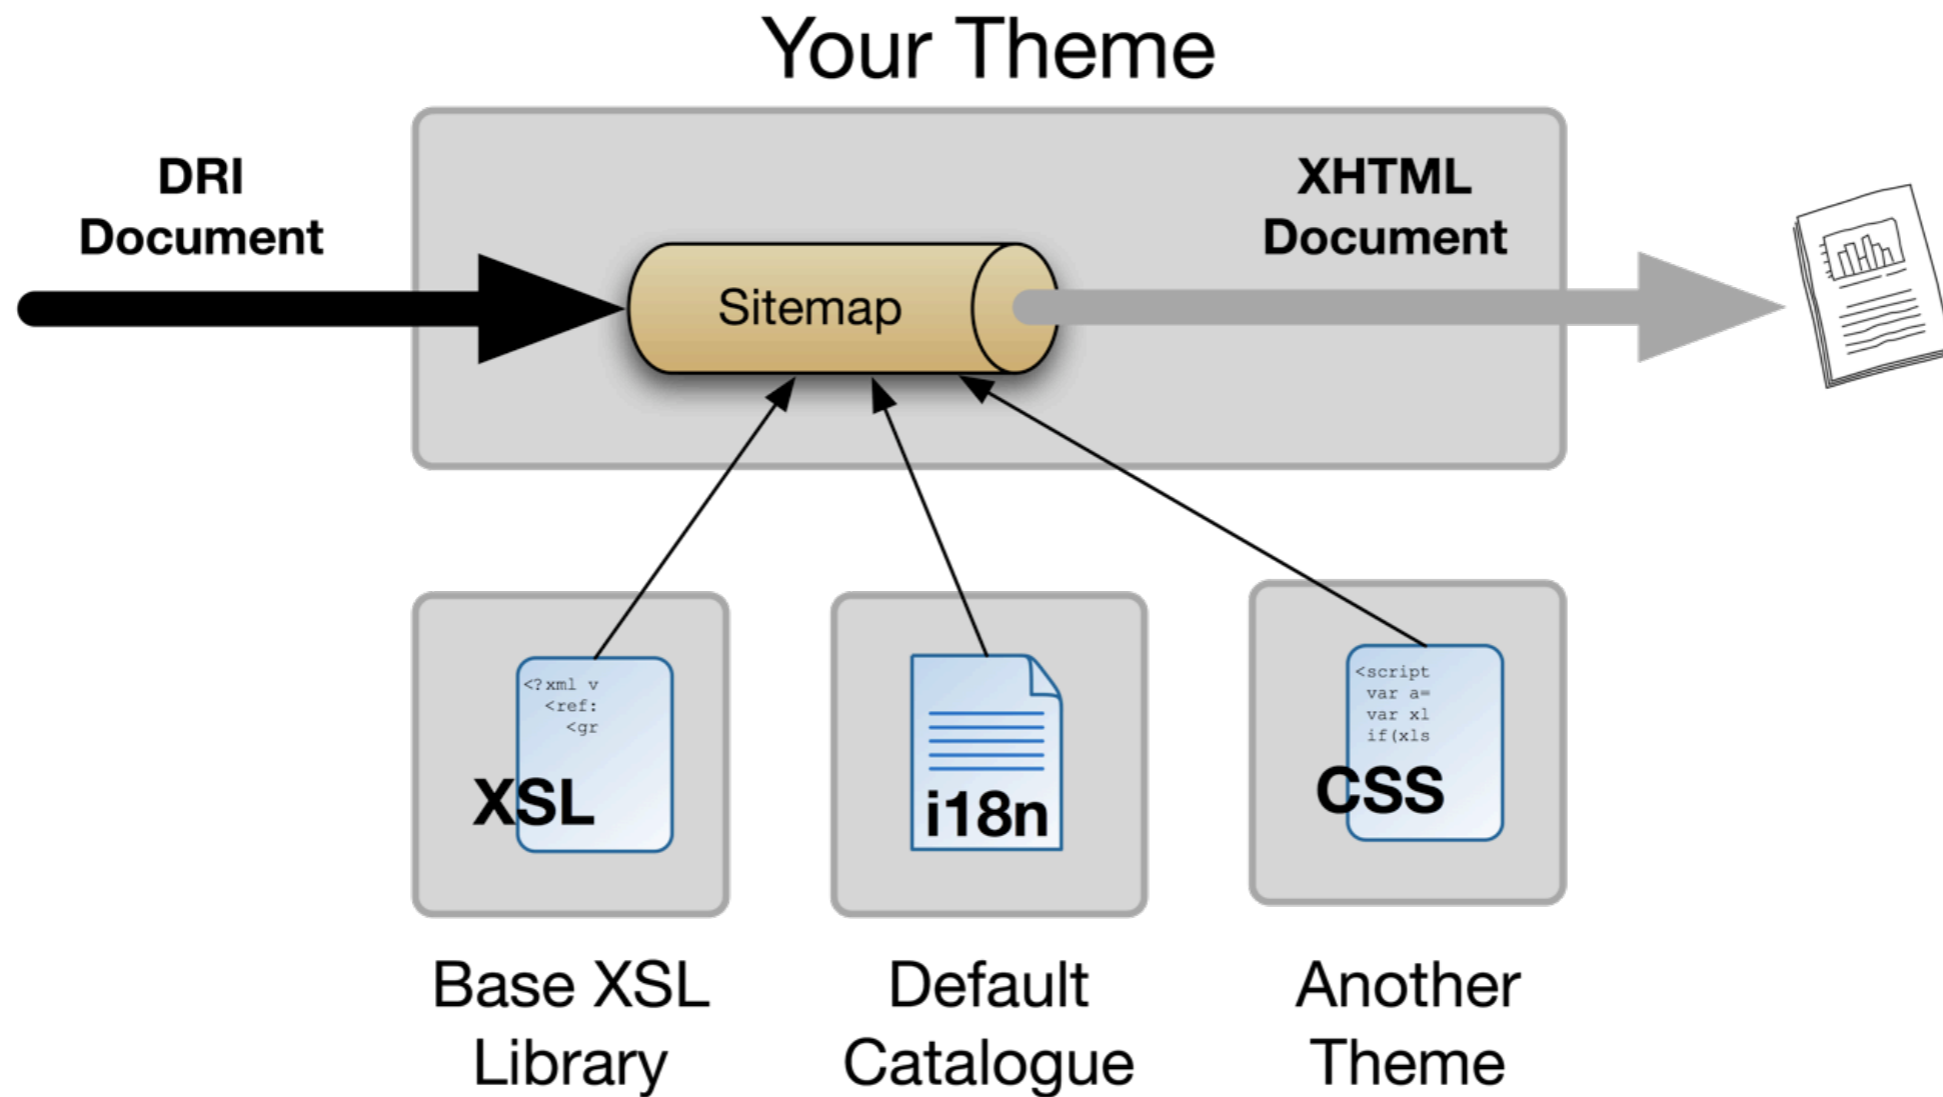 Your Theme
DRI
Document
XHTML
Document
Sitemap
<?xml v
<ref:
<gr
XSL
i18n
<script
var a=
var xl
if(xls
CSS
Base XSL
Library
Default
Catalogue
Another
Theme